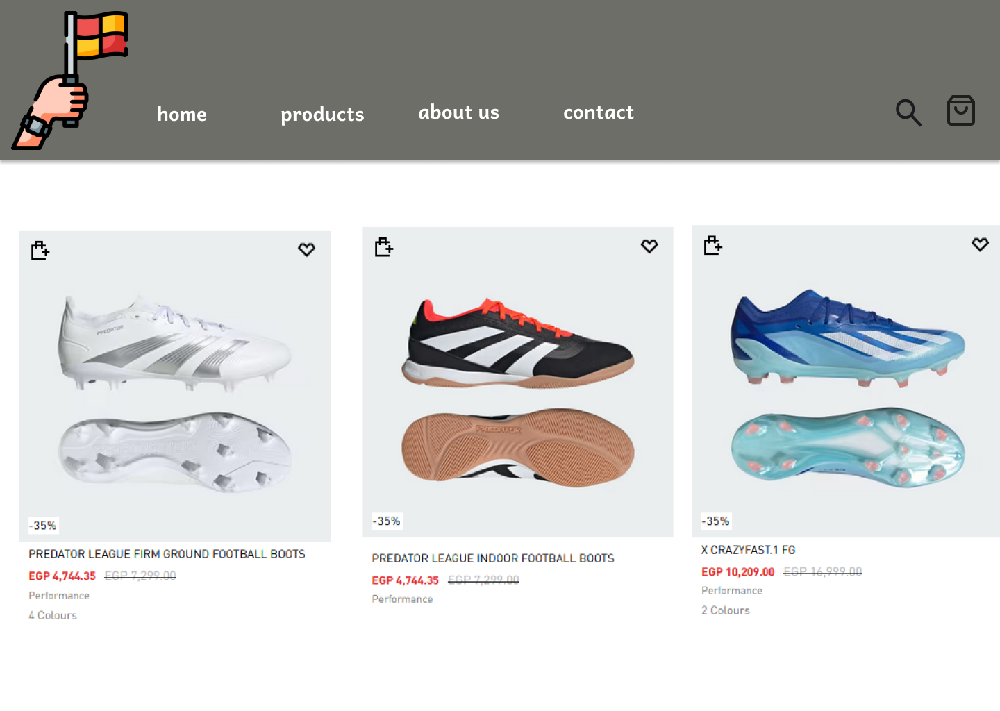 home
products
about us
contact
PREDATOR
-35%
PREDATOR LEAGUE FIRM GROUND FOOTBALL BOOTS
EGP 4,744.35 EGP 7,299.00
Performance
4 Colours
PREDATOR
-35%
PREDATOR LEAGUE INDOOR FOOTBALL BOOTS
EGP 4,744.35 EGP 7,299.00
Performance
-35%
X CRAZYFAST.1 FG
EGP 10,209.00 EGP 16,999.00
Performance
2 Colours